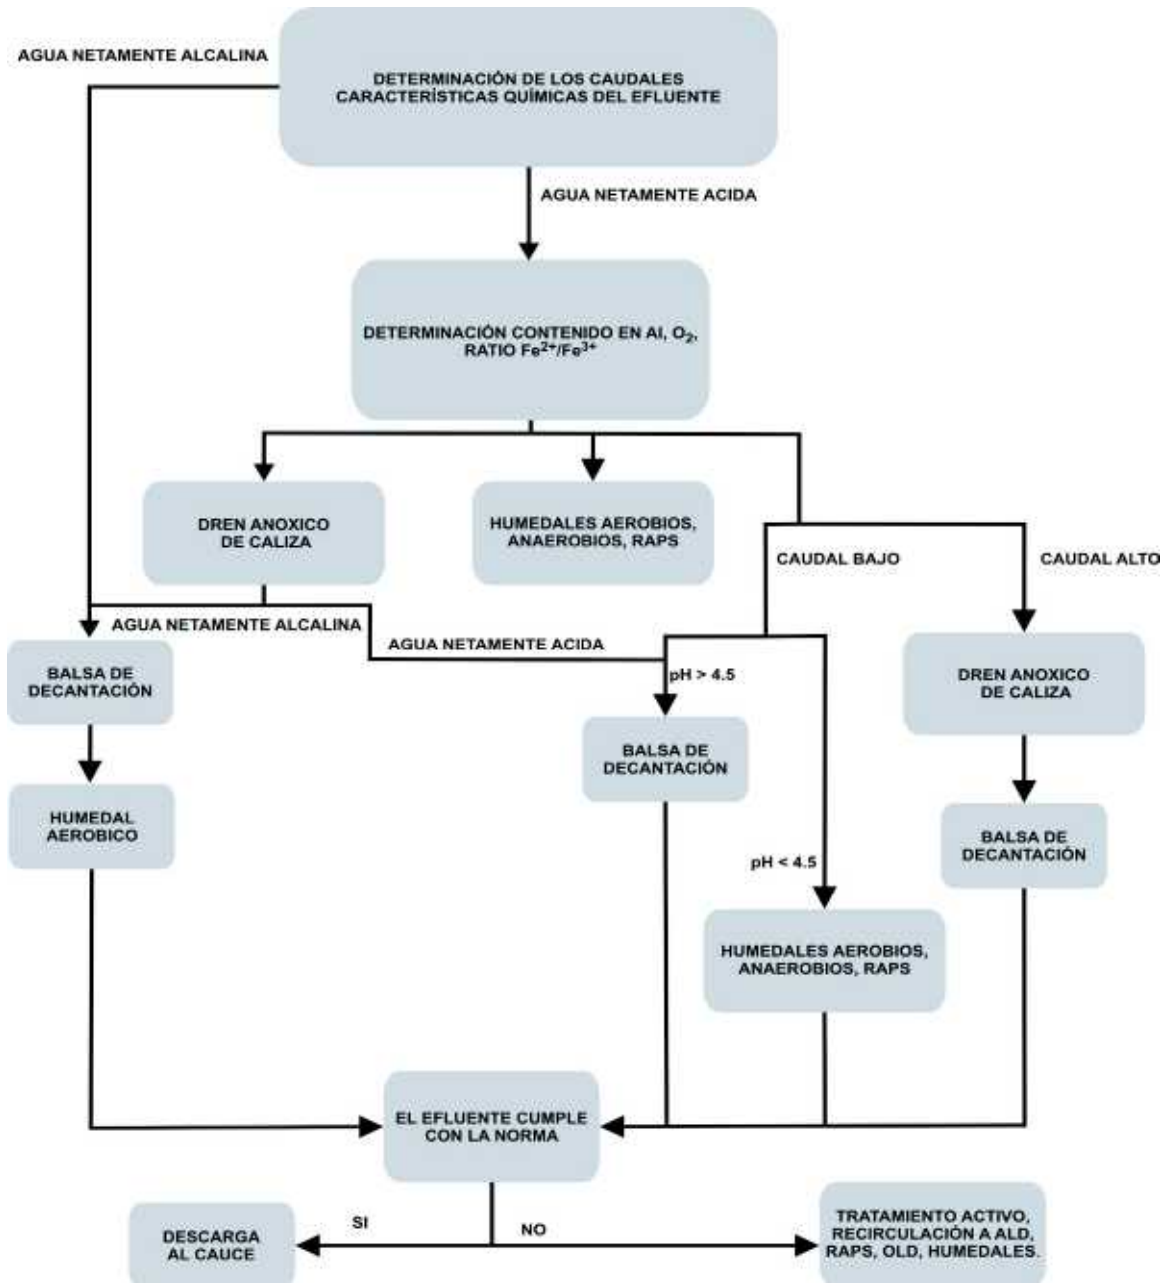 AGUA NETAMENTE ALCALINA
DETERMINACIÓN DE LOS CAUDALES
CARACTERÍSTICAS QUÍMICAS DEL EFLUENTE
AGUA NETAMENTE ACIDA
DETERMINACIÓN CONTENIDO EN Al, O₂,
RATIO Fe²⁺/Fe³⁺
DREN ANOXICO
DE CALIZA
HUMEDALES AEROBIOS,
ANAEROBIOS, RAPS
CAUDAL BAJO
CAUDAL ALTO
AGUA NETAMENTE ALCALINA
AGUA NETAMENTE ACIDA
BALSA DE
DECANTACIÓN
pH > 4.5
DREN ANOXICO
DE CALIZA
BALSA DE
DECANTACIÓN
HUMEDAL
AEROBICO
BALSA DE
DECANTACIÓN
pH < 4.5
HUMEDALES AEROBIOS,
ANAEROBIOS, RAPS
EL EFLUENTE CUMPLE
CON LA NORMA
SI
NO
DESCARGA
AL CAUCE
TRATAMIENTO ACTIVO,
RECIRCULACIÓN A ALD,
RAPS, OLD, HUMEDALES.